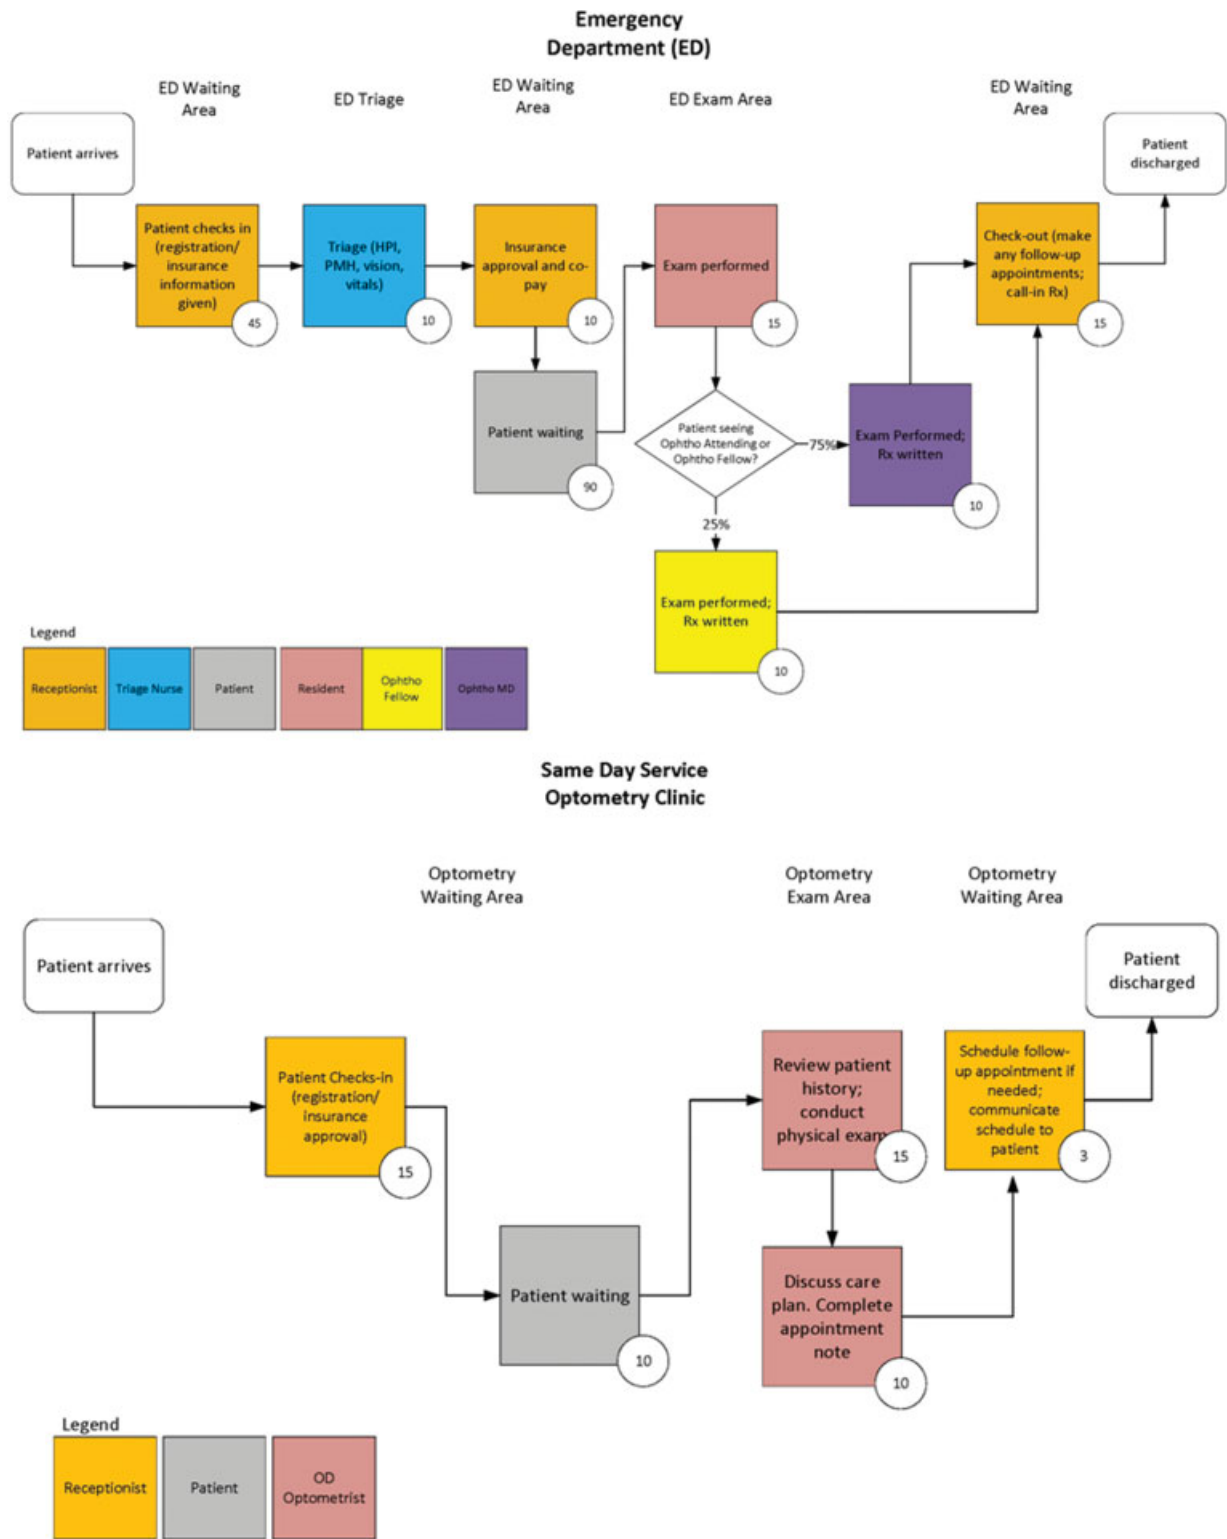 Emergency
Department (ED)
ED Waiting
Area
ED Triage
ED Waiting
Area
ED Exam Area
ED Waiting
Area
Patient arrives
Patient
discharged
Patient checks in
(registration/
insurance
information
given)
45
Triage (HPI,
PMH, vision,
vitals)
10
Insurance
approval and co-
pay
10
Exam performed
15
Check-out (make
any follow-up
appointments;
call-in Rx)
15
Patient waiting
90
Patient seeing
Ophtho Attending or
Ophtho Fellow?
75%
Exam Performed;
Rx written
10
25%
Exam performed;
Rx written
10
Legend
Receptionist
Triage Nurse
Patient
Resident
Ophtho
Fellow
Ophtho MD
Same Day Service
Optometry Clinic
Optometry
Waiting Area
Optometry
Exam Area
Optometry
Waiting Area
Patient arrives
Patient
discharged
Patient Checks-in
(registration/
insurance
approval)
15
Review patient
history;
conduct
physical exam
15
Schedule follow-
up appointment if
needed;
communicate
schedule to
patient
3
Patient waiting
10
Discuss care
plan. Complete
appointment
note
10
Legend
Receptionist
Patient
OD
Optometrist